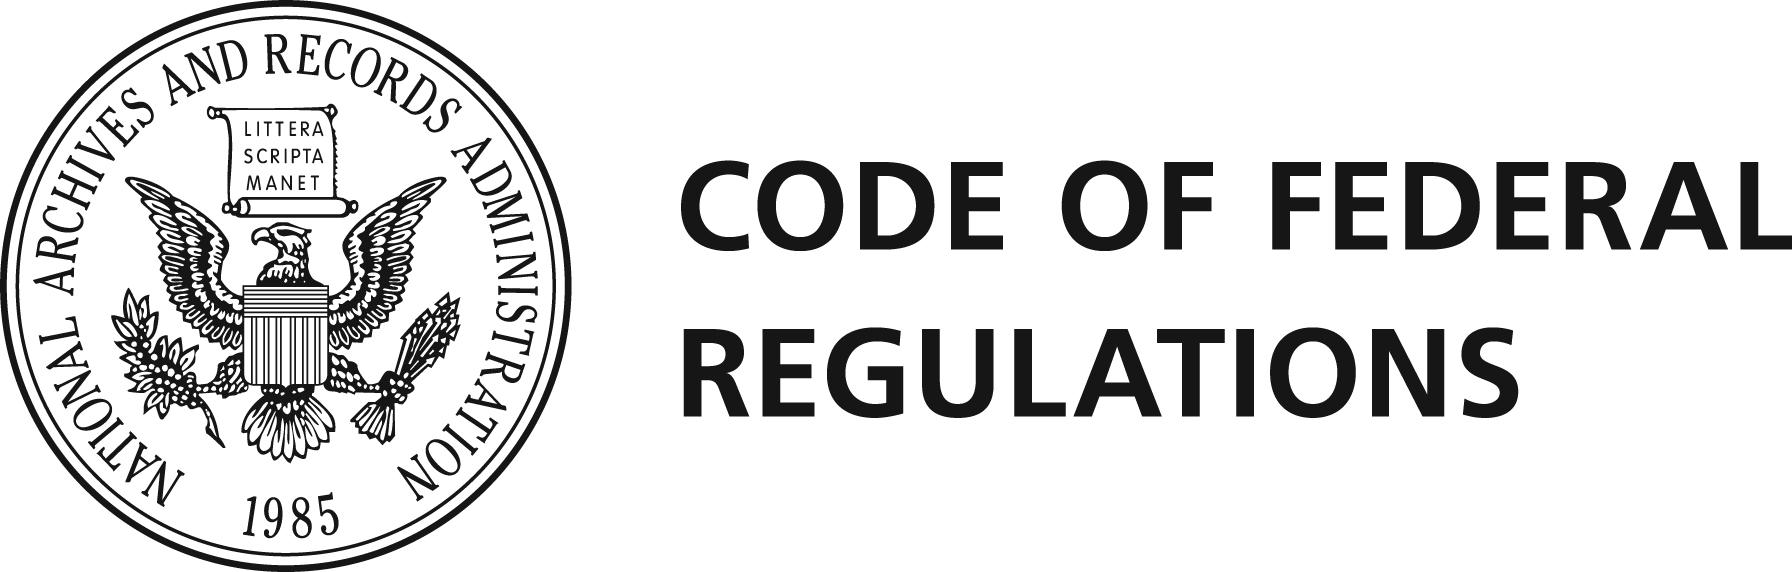 NATIONAL ARCHIVES AND RECORDS ADMINISTRATION
LITTERA
SCRIPTA
MANET
1985
CODE OF FEDERAL
REGULATIONS